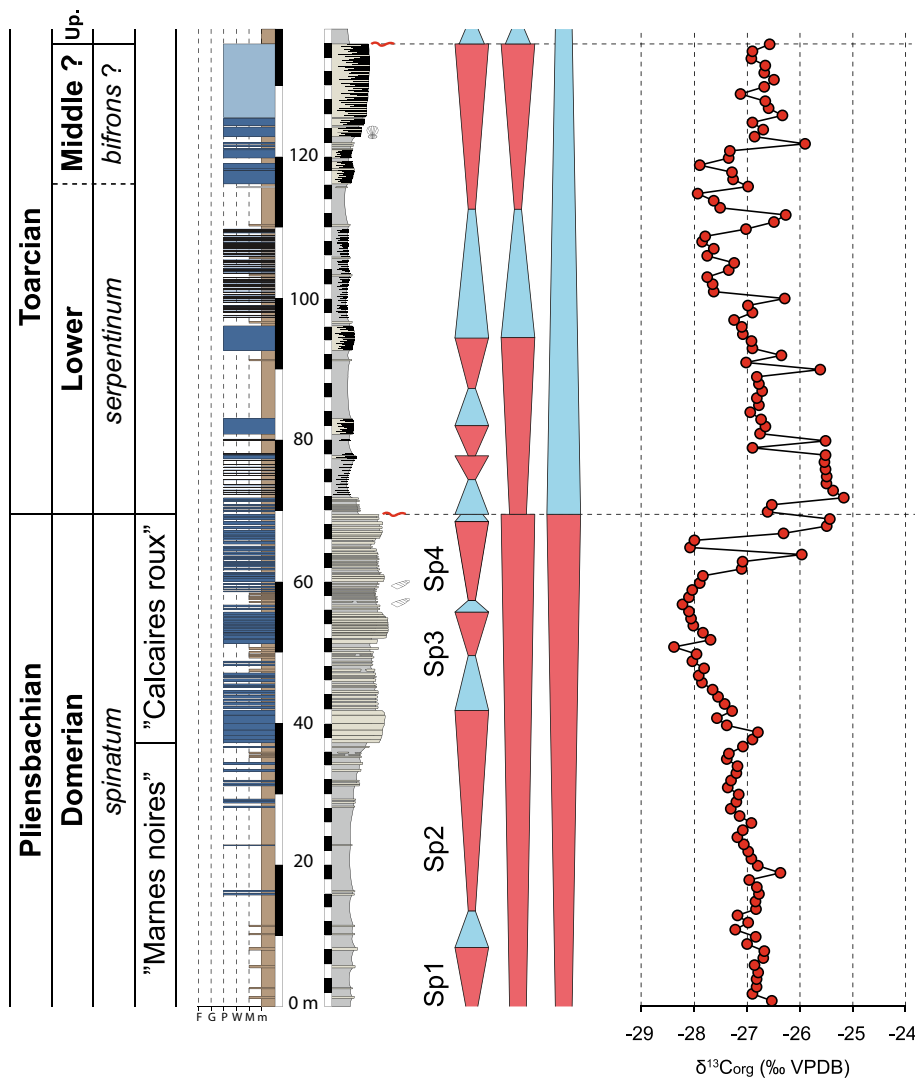 Up.
Toarcian
Middle ?
bifrons ?
Lower
serpentinum
Pliensbachian
Domerian
spinatum
"Calcaires roux"
"Marnes noires"
120
100
80
60
40
20
0 m
F G P W M m
Sp4
Sp3
Sp2
Sp1
-29 -28 -27 -26 -25 -24
δ¹³Corg (‰ VPDB)